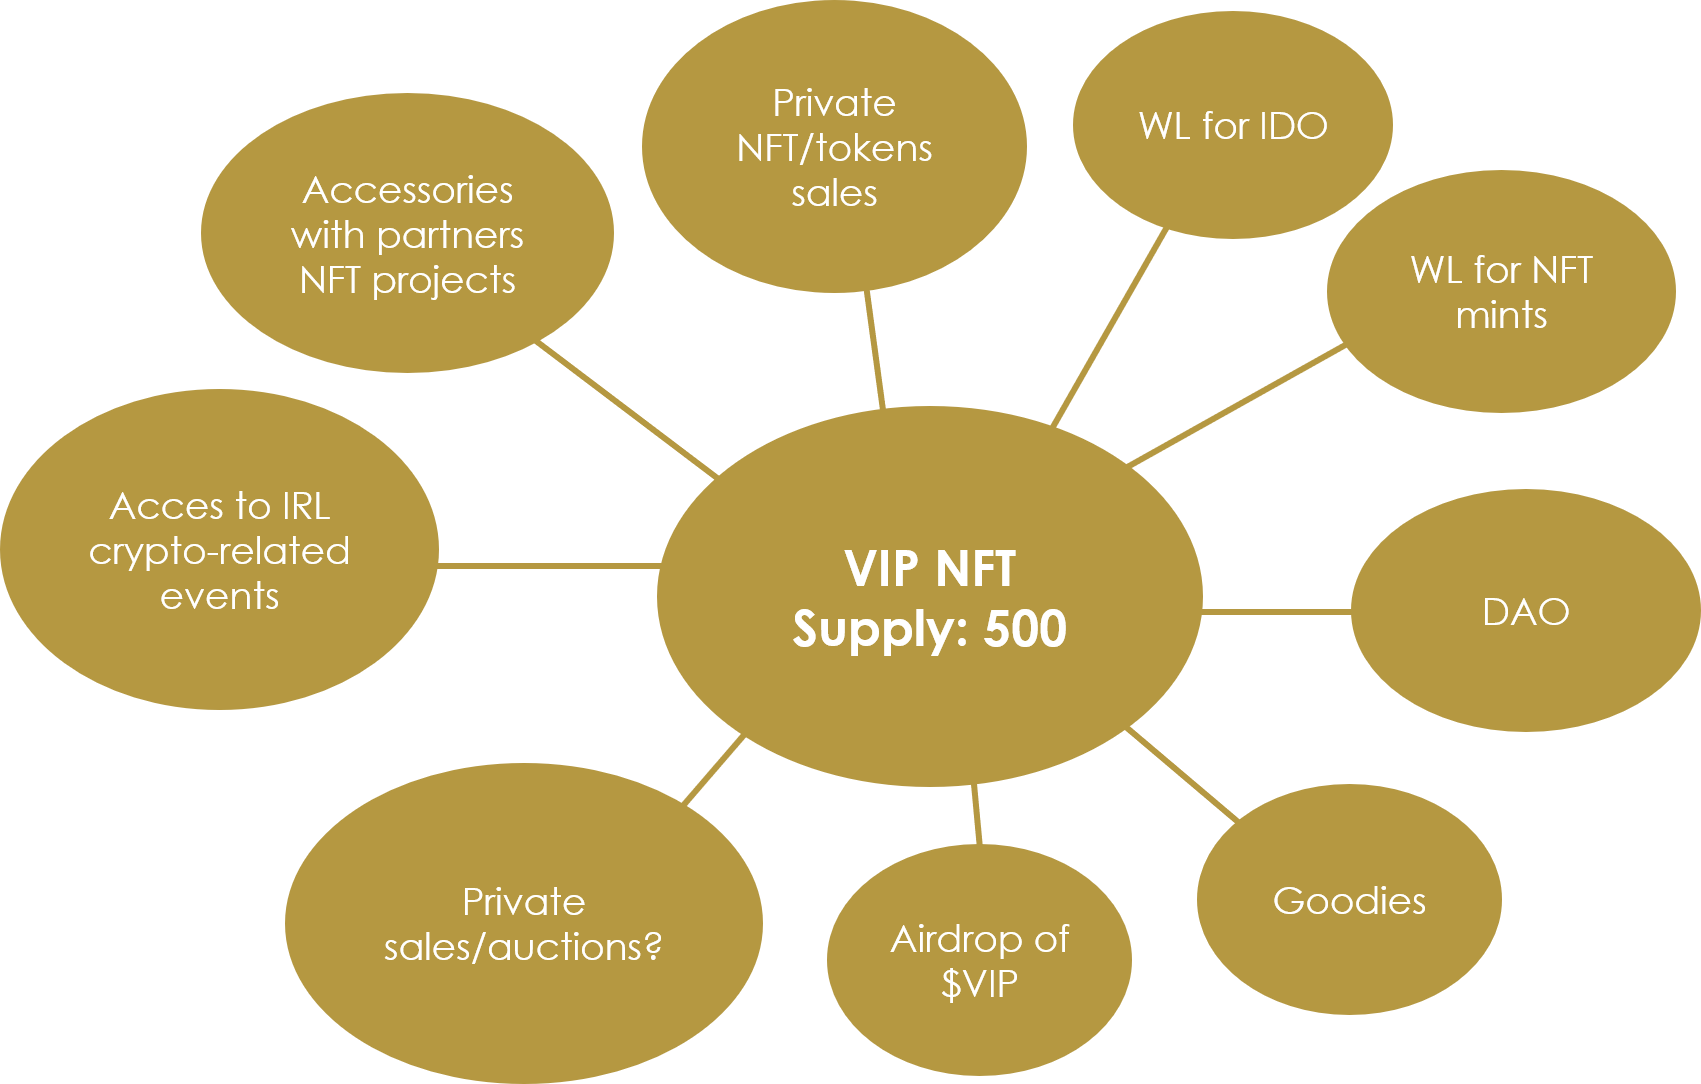 Private
NFT/tokens
sales
WL for IDO
Accessories
with partners
NFT projects
WL for NFT
mints
Acces to IRL
crypto-related
events
VIP NFT
Supply: 500
DAO
Private
sales/auctions?
Airdrop of
$VIP
Goodies